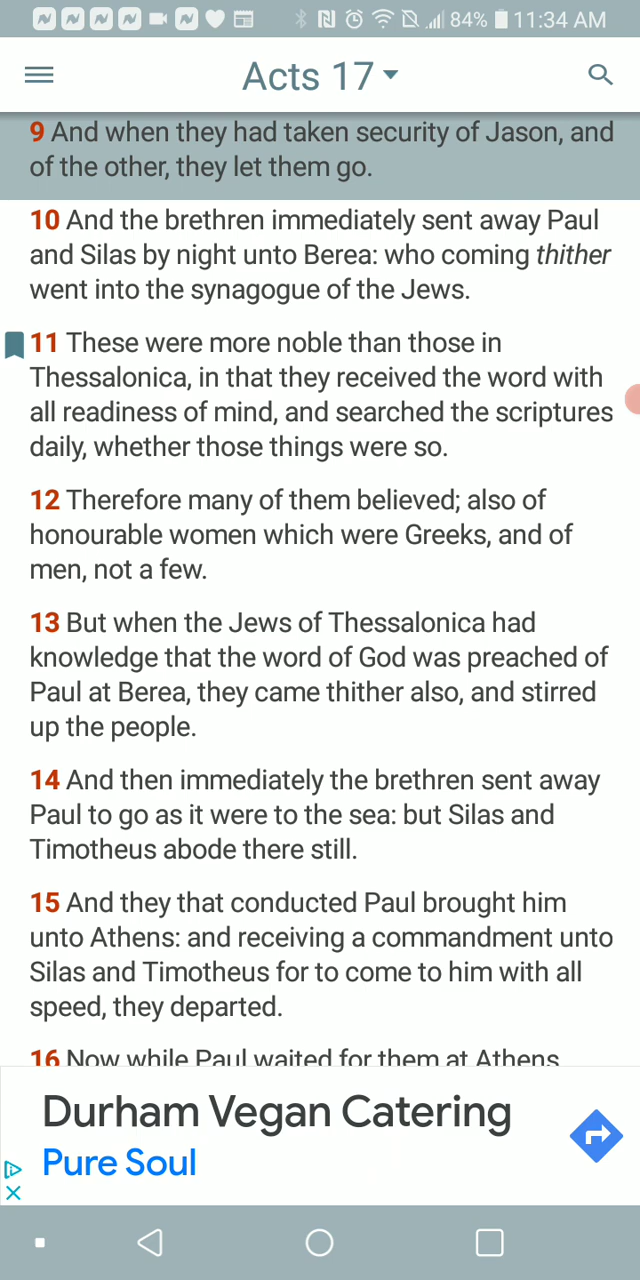 84% 11:34 AM
Acts 17
9 And when they had taken security of Jason, and
of the other, they let them go.
10 And the brethren immediately sent away Paul
and Silas by night unto Berea: who coming thither
went into the synagogue of the Jews.
11 These were more noble than those in
Thessalonica, in that they received the word with
all readiness of mind, and searched the scriptures
daily, whether those things were so.
12 Therefore many of them believed; also of
honourable women which were Greeks, and of
men, not a few.
13 But when the Jews of Thessalonica had
knowledge that the word of God was preached of
Paul at Berea, they came thither also, and stirred
up the people.
14 And then immediately the brethren sent away
Paul to go as it were to the sea: but Silas and
Timotheus abode there still.
15 And they that conducted Paul brought him
unto Athens: and receiving a commandment unto
Silas and Timotheus for to come to him with all
speed, they departed.
16 Now while Paul waited for them at Athens
Durham Vegan Catering
Pure Soul